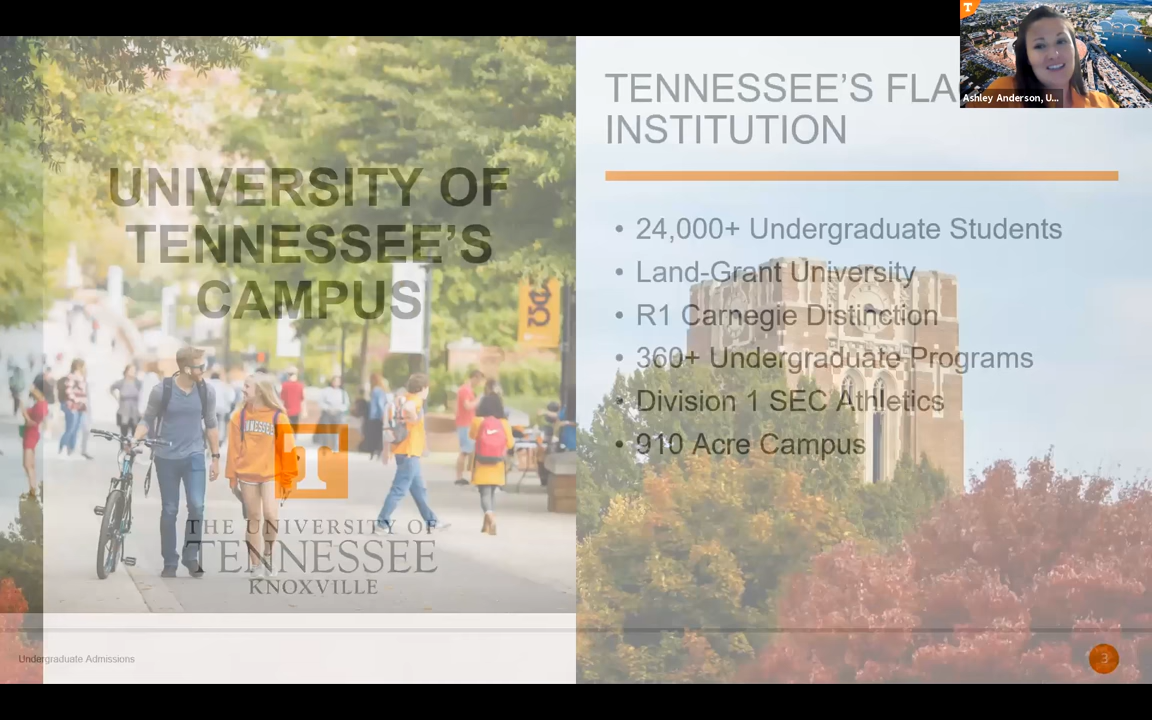 T
Ashley Anderson, U...
UNIVERSITY OF
TENNESSEE'S
CAMPUS
T
THE UNIVERSITY OF
TENNESSEE
KNOXVILLE
Undergraduate Admissions
TENNESSEE'S FLA
INSTITUTION
• 24,000+ Undergraduate Students
• Land-Grant University
• R1 Carnegie Distinction
• 360+ Undergraduate Programs
• Division 1 SEC Athletics
• 910 Acre Campus
3